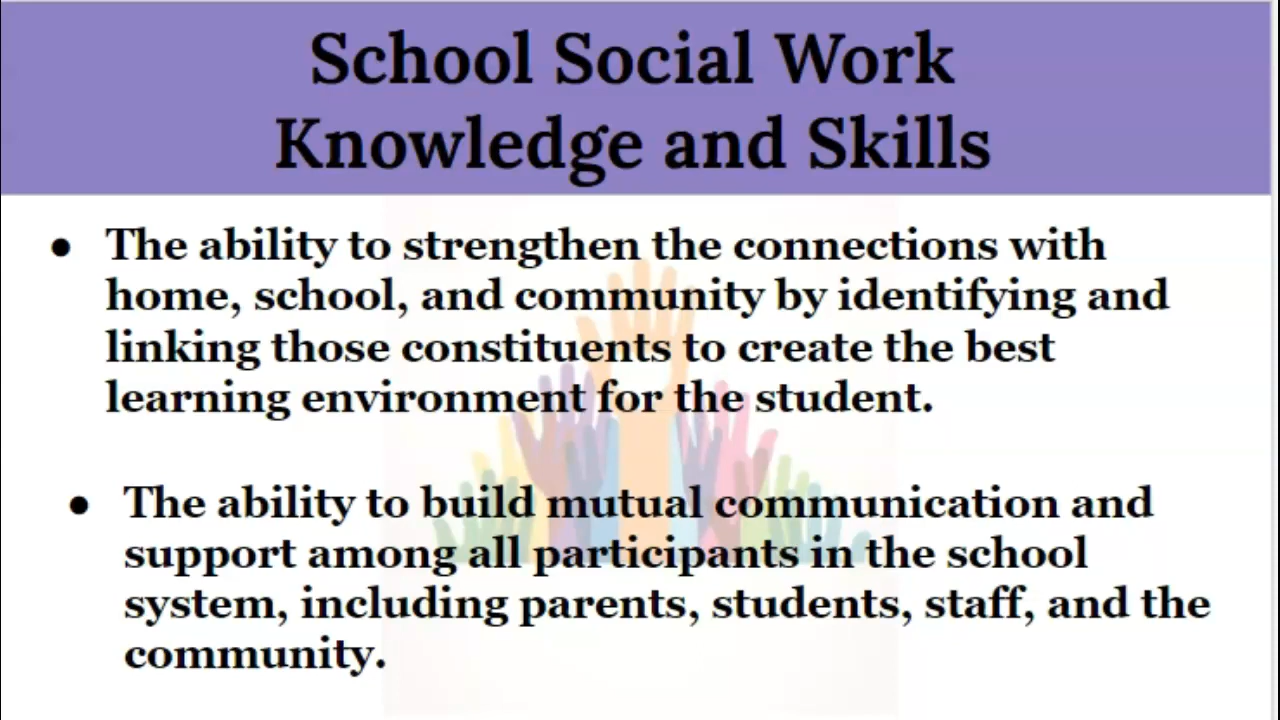 School Social Work
Knowledge and Skills
● The ability to strengthen the connections with
home, school, and community by identifying and
linking those constituents to create the best
learning environment for the student.
● The ability to build mutual communication and
support among all participants in the school
system, including parents, students, staff, and the
community.